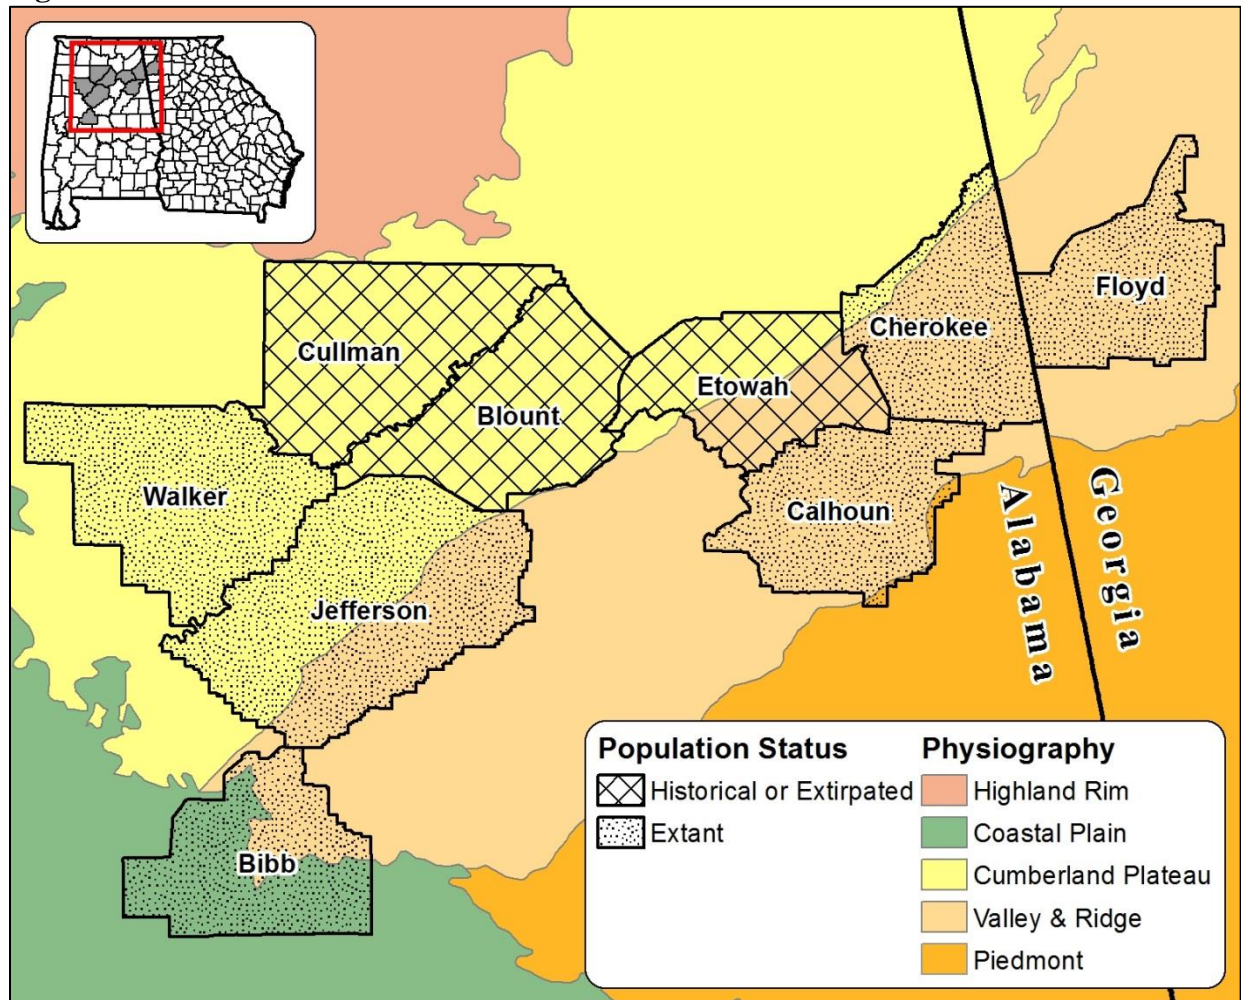 Floyd
Cherokee
Cullman
Etowah
Blount
Walker
Calhoun
Alabama
Georgia
Jefferson
Bibb
Population Status
Historical or Extirpated
Extant
Physiography
Highland Rim
Coastal Plain
Cumberland Plateau
Valley & Ridge
Piedmont